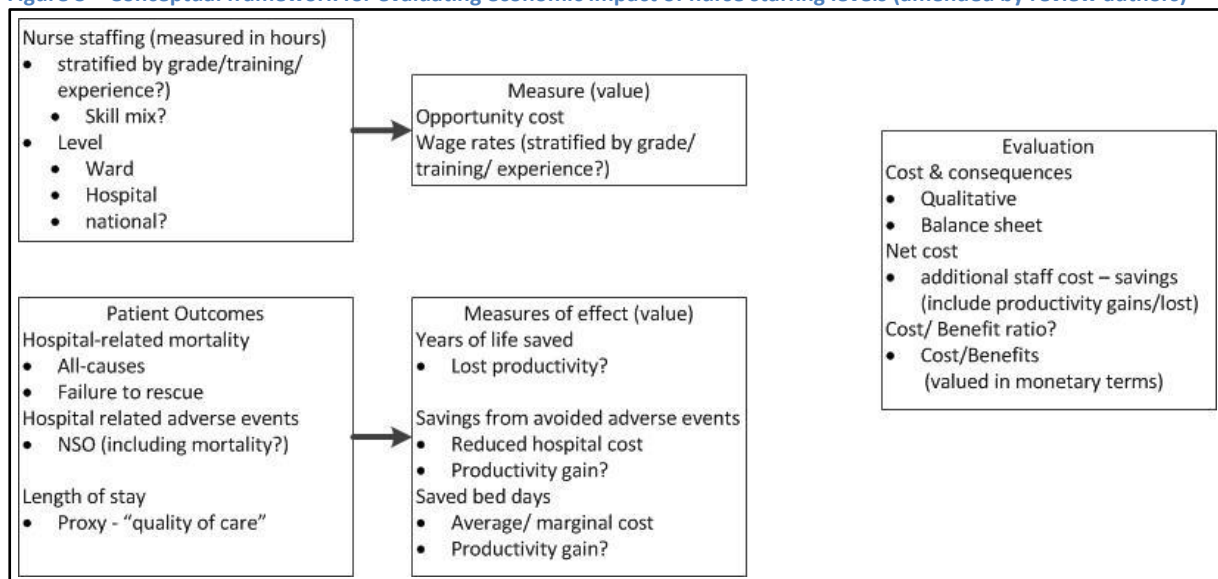 Figure 3 – Conceptual framework for evaluating economic impact of nurse staffing levels (amended by review authors)
Nurse staffing (measured in hours)
• stratified by grade/training/
experience?)
• Skill mix?
• Level
• Ward
• Hospital
• national?
Measure (value)
Opportunity cost
Wage rates (stratified by grade/
training/ experience?)
Patient Outcomes
Hospital-related mortality
• All-causes
• Failure to rescue
Hospital related adverse events
• NSO (including mortality?)
Length of stay
• Proxy - “quality of care”
Measures of effect (value)
Years of life saved
• Lost productivity?
Savings from avoided adverse events
• Reduced hospital cost
• Productivity gain?
Saved bed days
• Average/ marginal cost
• Productivity gain?
Evaluation
Cost & consequences
• Qualitative
• Balance sheet
Net cost
• additional staff cost – savings
(include productivity gains/lost)
Cost/ Benefit ratio?
• Cost/Benefits
(valued in monetary terms)